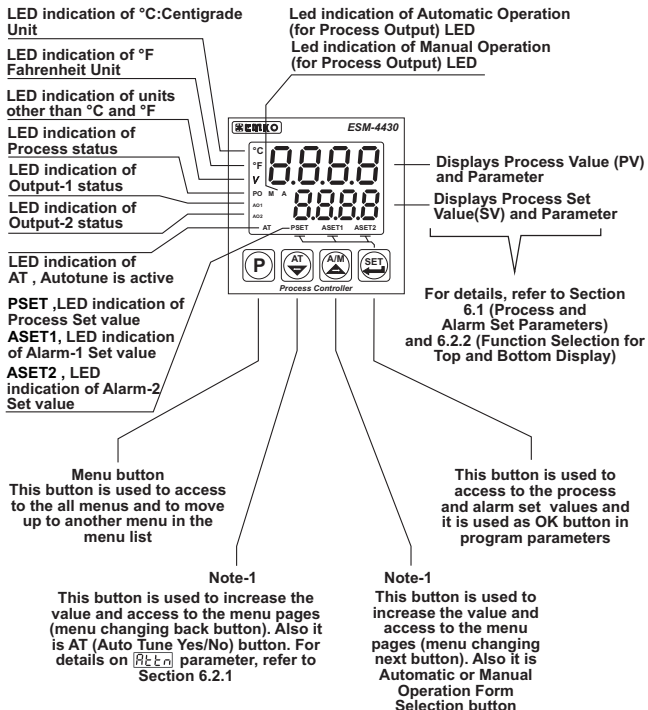 LED indication of °C:Centigrade
Unit
LED indication of °F
Fahrenheit Unit
LED indication of units
other than °C and °F
LED indication of
Process status
LED indication of
Output-1 status
LED indication of
Output-2 status
LED indication of
AT , Autotune is active
PSET ,LED indication of
Process Set value
ASET1, LED indication
of Alarm-1 Set value
ASET2 , LED
indication of Alarm-2
Set value
Led indication of Automatic Operation
(for Process Output) LED
Led indication of Manual Operation
(for Process Output) LED
EMKO ESM-4430
°C
8.8.8.8
°F
V
PO M A
8.8.8.8
AO1
AO2
AT PSET ASET1 ASET2
P AT A/M SET
Process Controller
Displays Process Value (PV)
and Parameter
Displays Process Set
Value(SV) and Parameter
For details, refer to Section
6.1 (Process and
Alarm Set Parameters)
and 6.2.2 (Function Selection for
Top and Bottom Display)
Menu button
This button is used to access
to the all menus and to move
up to another menu in the
menu list
This button is used to
access to the process
and alarm set values and
it is used as OK button in
program parameters
Note-1
This button is used to increase the
value and access to the menu pages
(menu changing back button). Also it
is AT (Auto Tune Yes/No) button. For
details on Attn parameter, refer to
Section 6.2.1
Note-1
This button is used to
increase the value and
access to the menu
pages (menu changing
next button). Also it is
Automatic or Manual
Operation Form
Selection button